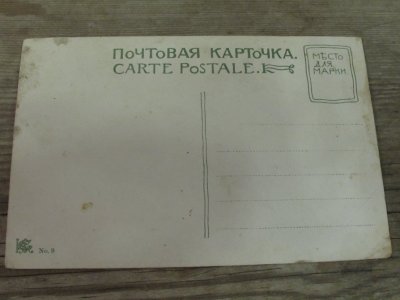 ПОЧТОВАЯ КАРТОЧКА.
CARTE POSTALE.
МѢСТО
ДЛЯ
МАРКИ
No. 9